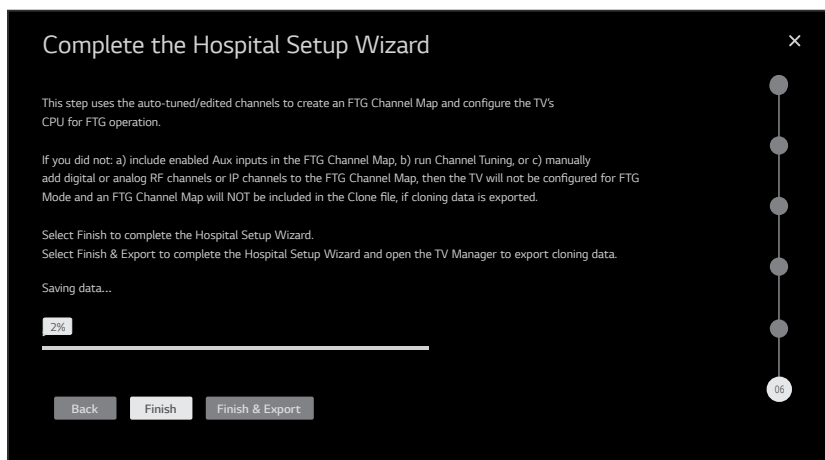 Complete the Hospital Setup Wizard
This step uses the auto-tuned/edited channels to create an FTG Channel Map and configure the TV's
CPU for FTG operation.
If you did not: a) include enabled Aux inputs in the FTG Channel Map, b) run Channel Tuning, or c) manually
add digital or analog RF channels or IP channels to the FTG Channel Map, then the TV will not be configured for FTG
Mode and an FTG Channel Map will NOT be included in the Clone file, if cloning data is exported.
Select Finish to complete the Hospital Setup Wizard.
Select Finish & Export to complete the Hospital Setup Wizard and open the TV Manager to export cloning data.
Saving data...
2%
Back Finish Finish & Export
06